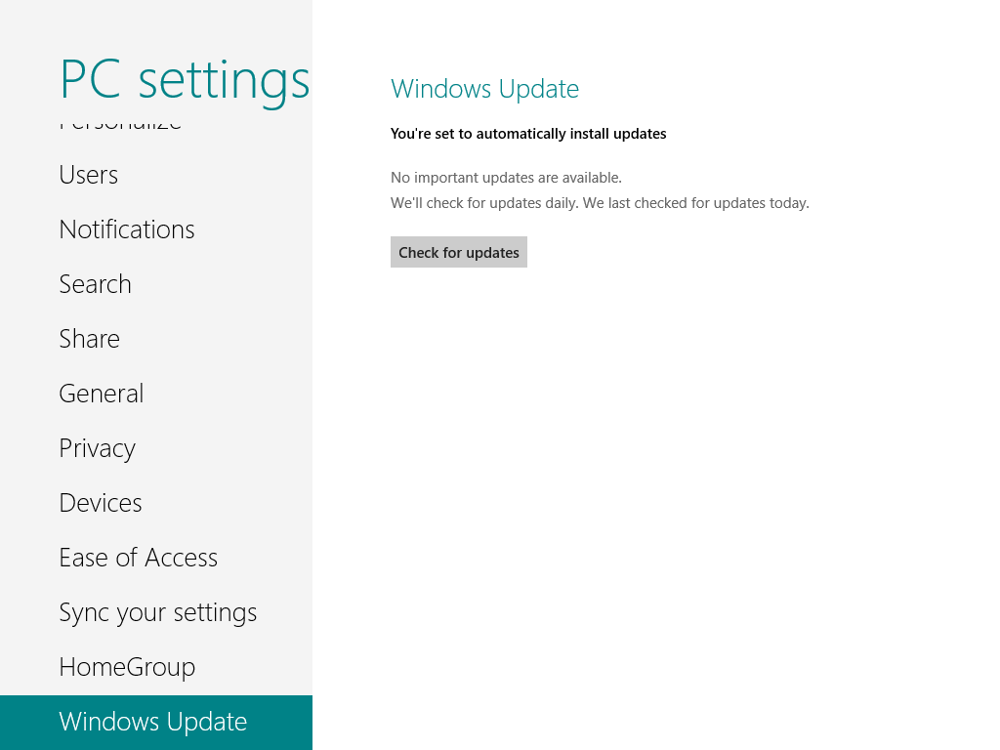 PC settings
Personalize
Users
Notifications
Search
Share
General
Privacy
Devices
Ease of Access
Sync your settings
HomeGroup
Windows Update
Windows Update
You're set to automatically install updates
No important updates are available.
We'll check for updates daily. We last checked for updates today.
Check for updates